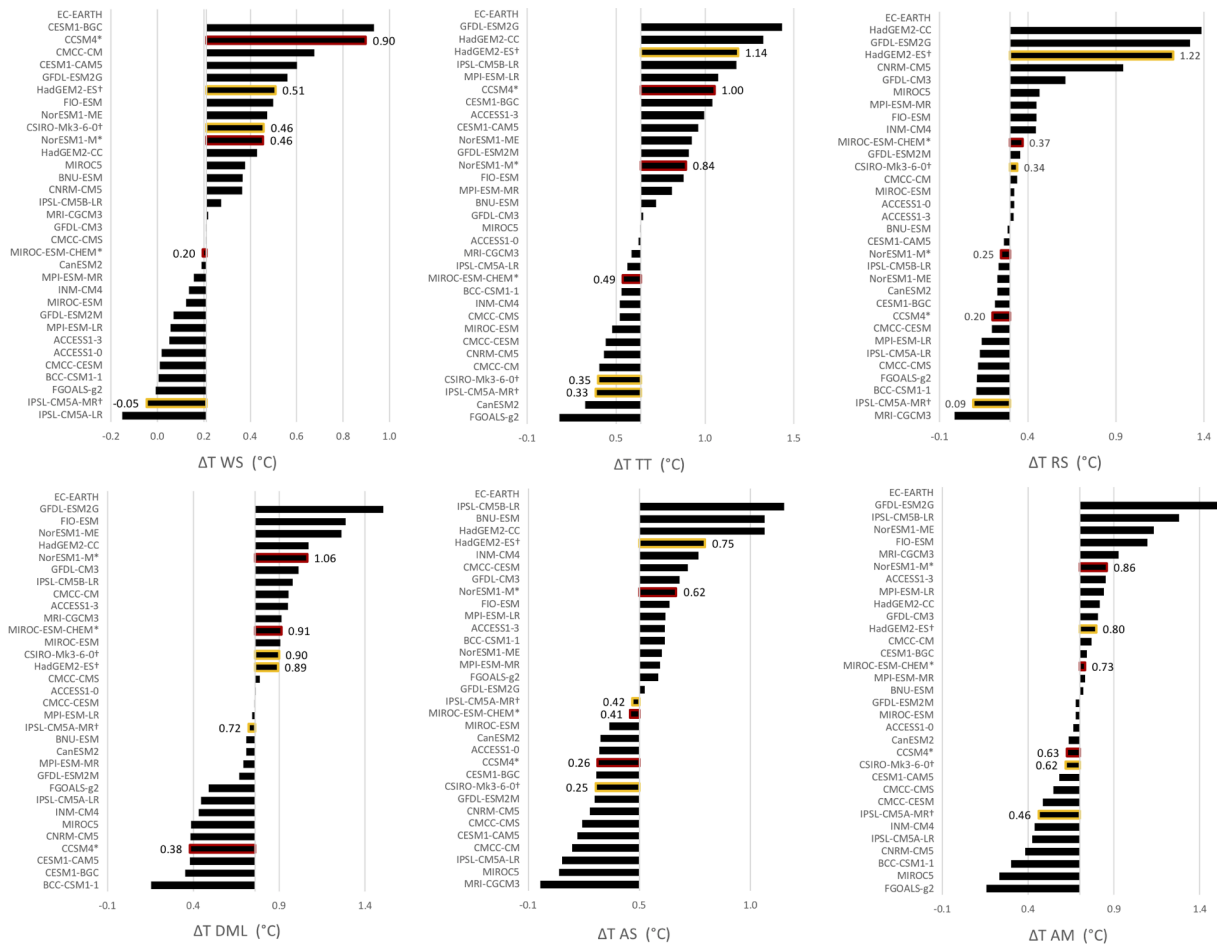 EC-EARTH
CESM1-BGC
CCSM4*
0.90
CMCC-CM
CESM1-CAM5
GFDL-ESM2G
HadGEM2-ES†
0.51
FIO-ESM
NorESM1-ME
CSIRO-Mk3-6-0†
0.46
NorESM1-M*
0.46
HadGEM2-CC
MIROC5
BNU-ESM
CNRM-CM5
IPSL-CM5B-LR
MRI-CGCM3
GFDL-CM3
CMCC-CMS
MIROC-ESM-CHEM*
0.20
CanESM2
MPI-ESM-MR
INM-CM4
MIROC-ESM
GFDL-ESM2M
MPI-ESM-LR
ACCESS1-3
ACCESS1-0
CMCC-CESM
BCC-CSM1-1
FGOALS-g2
IPSL-CM5A-MR†
-0.05
IPSL-CM5A-LR
-0.2 0.0 0.2 0.4 0.6 0.8 1.0
ΔT WS (°C)
EC-EARTH
GFDL-ESM2G
HadGEM2-CC
HadGEM2-ES†
1.14
IPSL-CM5B-LR
MPI-ESM-LR
CCSM4*
1.00
CESM1-BGC
ACCESS1-3
CESM1-CAM5
NorESM1-ME
GFDL-ESM2M
NorESM1-M*
0.84
FIO-ESM
MPI-ESM-MR
BNU-ESM
GFDL-CM3
MIROC5
ACCESS1-0
MRI-CGCM3
IPSL-CM5A-LR
MIROC-ESM-CHEM*
0.49
BCC-CSM1-1
INM-CM4
CMCC-CMS
MIROC-ESM
CMCC-CESM
CNRM-CM5
CMCC-CM
CSIRO-Mk3-6-0†
0.35
IPSL-CM5A-MR†
0.33
CanESM2
FGOALS-g2
-0.1 0.5 1.0 1.5
ΔT TT (°C)
EC-EARTH
HadGEM2-CC
GFDL-ESM2G
HadGEM2-ES†
1.22
CNRM-CM5
GFDL-CM3
MIROC5
MPI-ESM-MR
FIO-ESM
INM-CM4
MIROC-ESM-CHEM*
0.37
GFDL-ESM2M
CSIRO-Mk3-6-0†
0.34
CMCC-CM
MIROC-ESM
ACCESS1-0
ACCESS1-3
BNU-ESM
CESM1-CAM5
NorESM1-M*
0.25
IPSL-CM5B-LR
NorESM1-ME
CanESM2
CESM1-BGC
CCSM4*
0.20
CMCC-CESM
MPI-ESM-LR
IPSL-CM5A-LR
CMCC-CMS
FGOALS-g2
BCC-CSM1-1
IPSL-CM5A-MR†
0.09
MRI-CGCM3
-0.1 0.4 0.9 1.4
ΔT RS (°C)
EC-EARTH
GFDL-ESM2G
FIO-ESM
NorESM1-ME
HadGEM2-CC
NorESM1-M*
1.06
GFDL-CM3
IPSL-CM5B-LR
CMCC-CM
ACCESS1-3
MRI-CGCM3
MIROC-ESM-CHEM*
0.91
MIROC-ESM
CSIRO-Mk3-6-0†
0.90
HadGEM2-ES†
0.89
CMCC-CMS
ACCESS1-0
CMCC-CESM
MPI-ESM-LR
IPSL-CM5A-MR†
0.72
BNU-ESM
CanESM2
MPI-ESM-MR
GFDL-ESM2M
FGOALS-g2
IPSL-CM5A-LR
INM-CM4
MIROC5
CNRM-CM5
CCSM4*
0.38
CESM1-CAM5
CESM1-BGC
BCC-CSM1-1
-0.1 0.4 0.9 1.4
ΔT DML (°C)
EC-EARTH
IPSL-CM5B-LR
BNU-ESM
HadGEM2-CC
HadGEM2-ES†
0.75
INM-CM4
CMCC-CESM
GFDL-CM3
NorESM1-M*
0.62
FIO-ESM
MPI-ESM-LR
ACCESS1-3
BCC-CSM1-1
NorESM1-ME
MPI-ESM-MR
FGOALS-g2
GFDL-ESM2G
IPSL-CM5A-MR†
0.42
MIROC-ESM-CHEM*
0.41
MIROC-ESM
CanESM2
ACCESS1-0
CCSM4*
0.26
CESM1-BGC
CSIRO-Mk3-6-0†
0.25
GFDL-ESM2M
CNRM-CM5
CMCC-CMS
CESM1-CAM5
CMCC-CM
IPSL-CM5A-LR
MIROC5
MRI-CGCM3
-0.1 0.5 1.0
ΔT AS (°C)
EC-EARTH
GFDL-ESM2G
IPSL-CM5B-LR
NorESM1-ME
FIO-ESM
MRI-CGCM3
NorESM1-M*
0.86
ACCESS1-3
MPI-ESM-LR
HadGEM2-CC
GFDL-CM3
HadGEM2-ES†
0.80
CMCC-CM
CESM1-BGC
MIROC-ESM-CHEM*
0.73
MPI-ESM-MR
BNU-ESM
GFDL-ESM2M
MIROC-ESM
ACCESS1-0
CanESM2
CCSM4*
0.63
CSIRO-Mk3-6-0†
0.62
CESM1-CAM5
CMCC-CMS
CMCC-CESM
IPSL-CM5A-MR†
0.46
INM-CM4
IPSL-CM5A-LR
CNRM-CM5
BCC-CSM1-1
MIROC5
FGOALS-g2
-0.1 0.4 0.9 1.4
ΔT AM (°C)